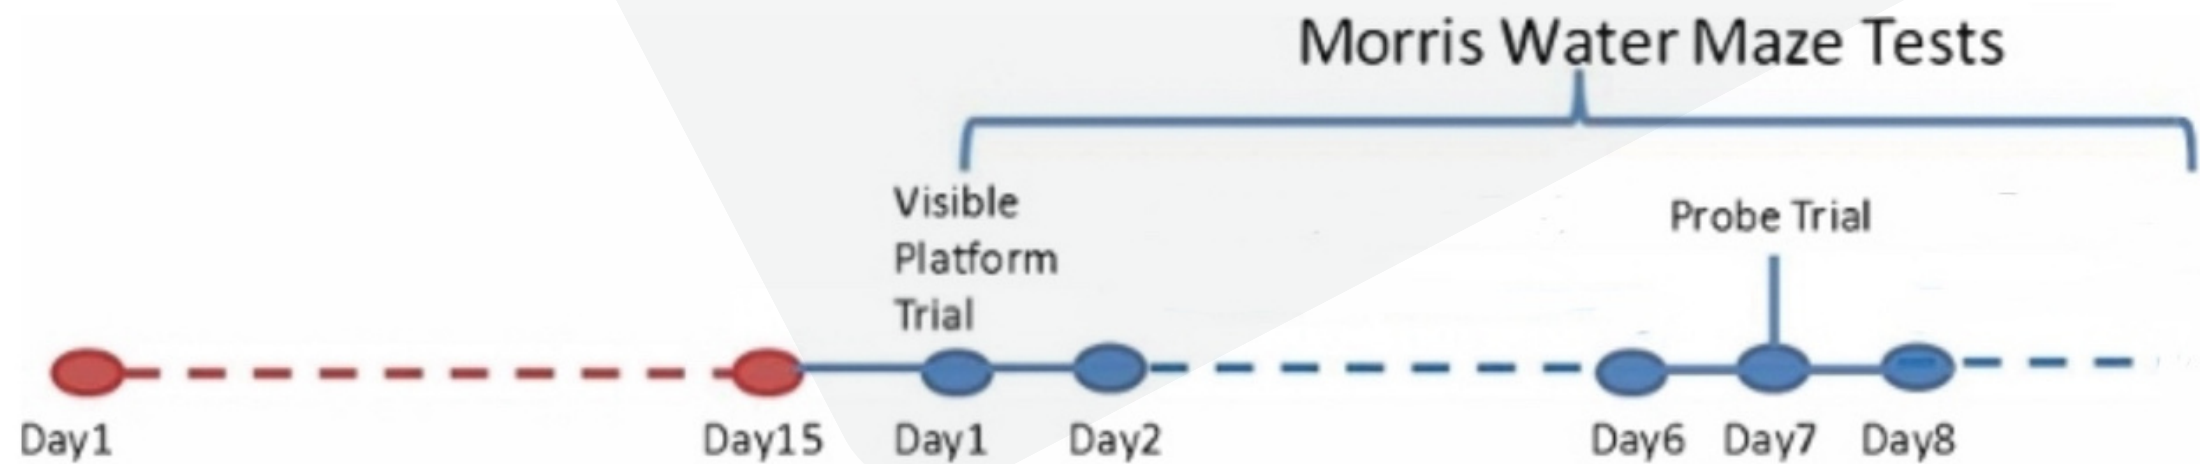 Morris Water Maze Tests
Visible
Platform
Trial
Probe Trial
Day1 Day15 Day1 Day2 Day6 Day7 Day8